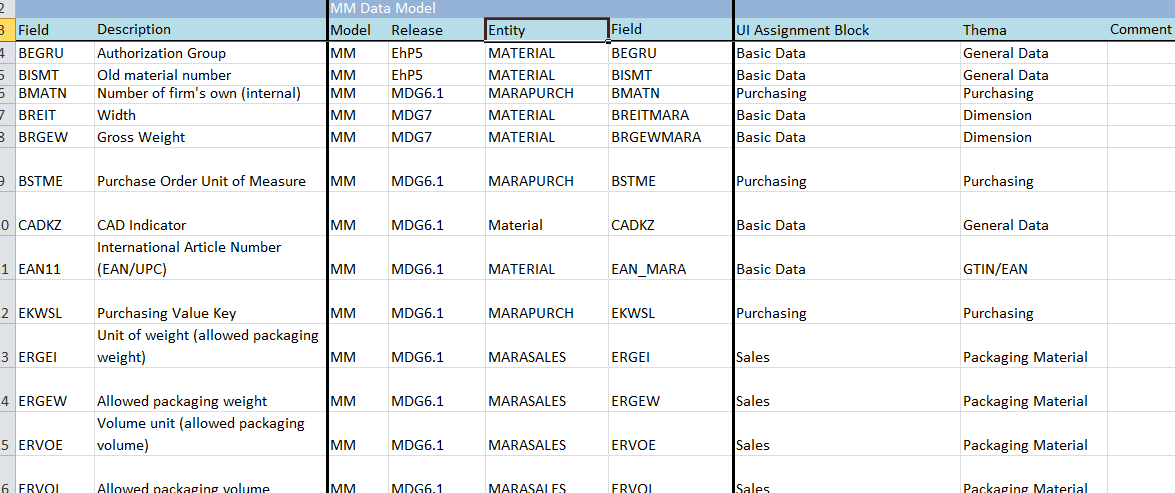 2 MM Data Model
3 Field Description Model Release Entity Field UI Assignment Block Thema Comment
4 BEGRU Authorization Group MM EhP5 MATERIAL BEGRU Basic Data General Data
5 BISMT Old material number MM EhP5 MATERIAL BISMT Basic Data General Data
BMATN Number of firm's own (internal) MM MDG6.1 MARAPURCH BMATN Purchasing Purchasing
7 BREIT Width MM MDG7 MATERIAL BREITMARA Basic Data Dimension
8 BRGEW Gross Weight MM MDG7 MATERIAL BRGEWMARA Basic Data Dimension
9 BSTME Purchase Order Unit of Measure MM MDG6.1 MARAPURCH BSTME Purchasing Purchasing
0 CADKZ CAD Indicator MM MDG6.1 Material CADKZ Basic Data General Data
International Article Number
1 EAN11 (EAN/UPC) MM MDG6.1 MATERIAL EAN_MARA Basic Data GTIN/EAN
2 EKWSL Purchasing Value Key MM MDG6.1 MARAPURCH EKWSL Purchasing Purchasing
Unit of weight (allowed packaging
3 ERGEI weight) MM MDG6.1 MARASALES ERGEI Sales Packaging Material
4 ERGEW Allowed packaging weight MM MDG6.1 MARASALES ERGEW Sales Packaging Material
Volume unit (allowed packaging
5 ERVOE volume) MM MDG6.1 MARASALES ERVOE Sales Packaging Material
6 ERVOL Allowed packaging volume MM MDG6.1 MARASALES ERVOL Sales Packaging Material